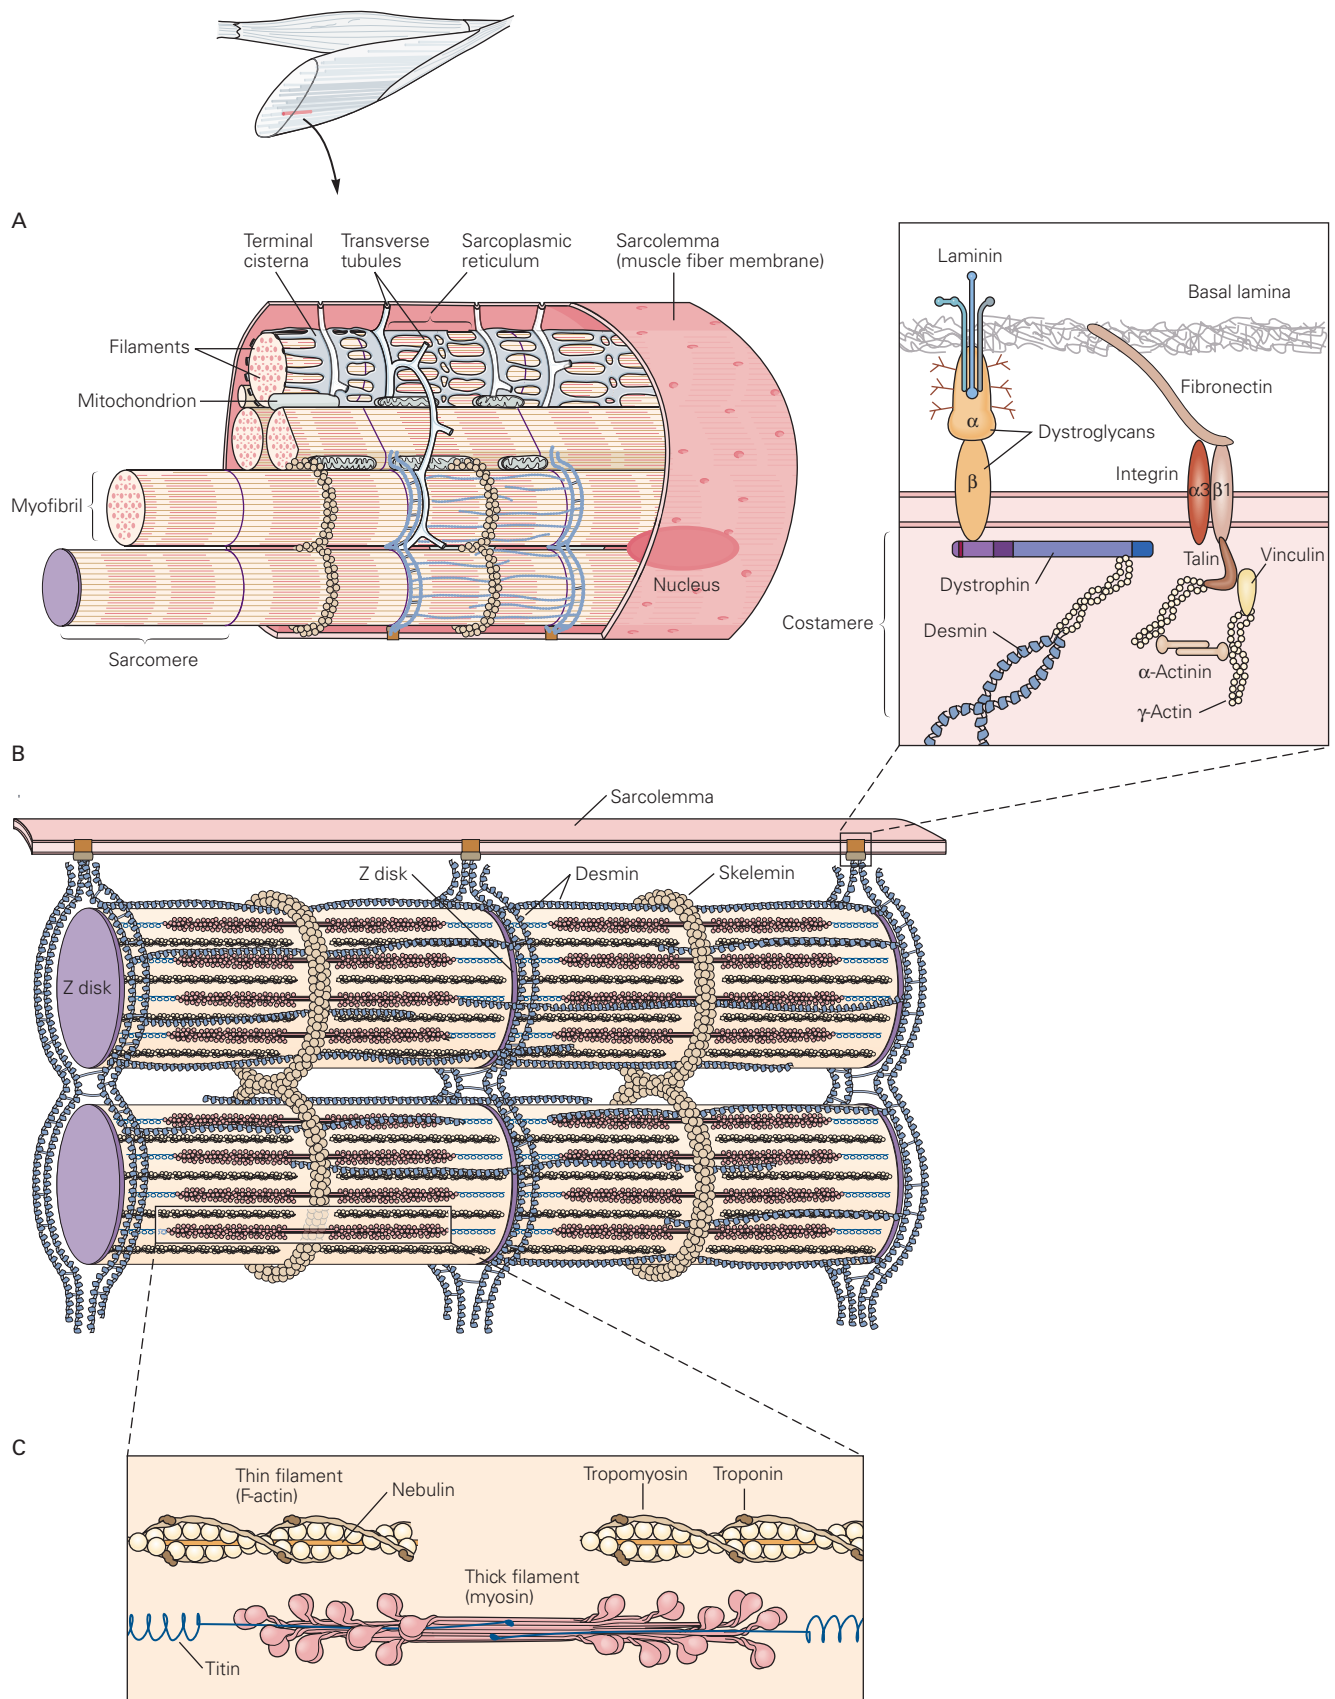 A
Terminal
cisterna
Transverse
tubules
Sarcoplasmic
reticulum
Sarcolemma
(muscle fiber membrane)
Filaments
Mitochondrion
Myofibril
Nucleus
Sarcomere
Laminin
Basal lamina
Fibronectin
α
Dystroglycans
Integrin
β
α3
β1
Talin
Vinculin
Dystrophin
Costamere
Desmin
α-Actinin
γ-Actin
B
Sarcolemma
Z disk
Desmin
Skelemin
Z disk
C
Thin filament
(F-actin)
Nebulin
Tropomyosin
Troponin
Thick filament
(myosin)
Titin